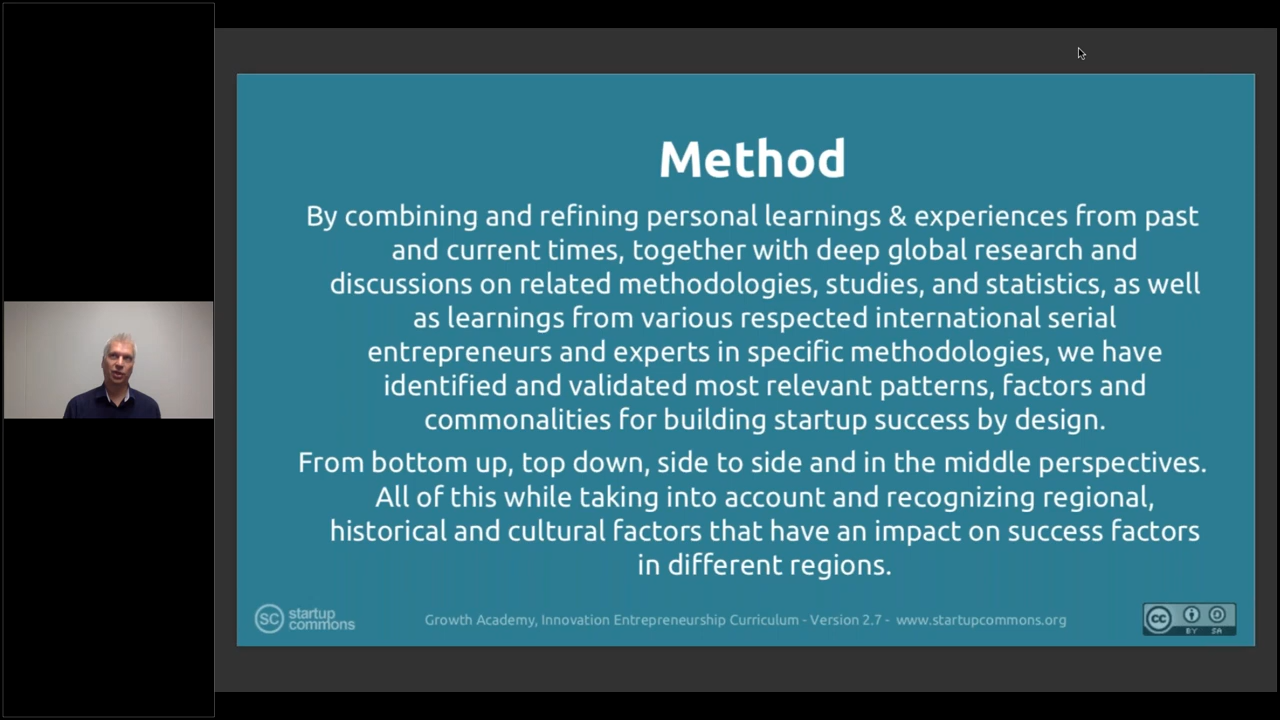 Method
By combining and refining personal learnings & experiences from past
and current times, together with deep global research and
discussions on related methodologies, studies, and statistics, as well
as learnings from various respected international serial
entrepreneurs and experts in specific methodologies, we have
identified and validated most relevant patterns, factors and
commonalities for building startup success by design.
From bottom up, top down, side to side and in the middle perspectives.
All of this while taking into account and recognizing regional,
historical and cultural factors that have an impact on success factors
in different regions.
SC startup
commons
Growth Academy, Innovation Entrepreneurship Curriculum - Version 2.7 - www.startupcommons.org
cc
BY SA